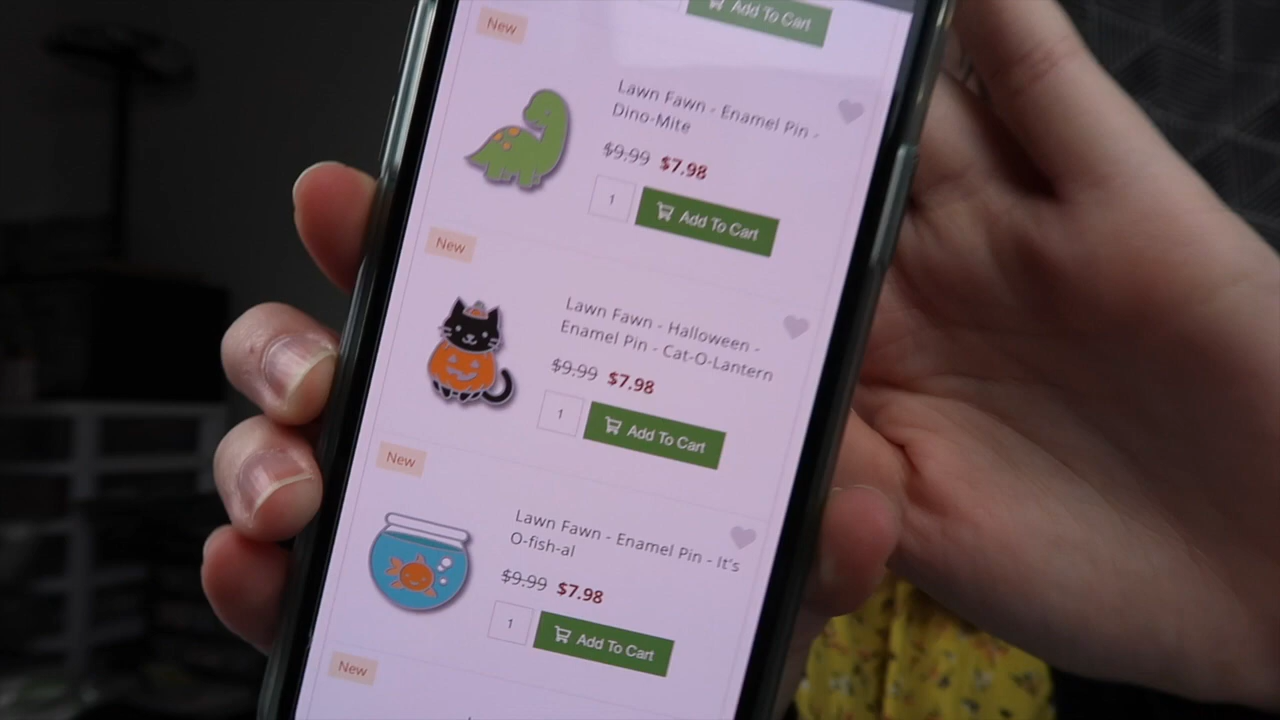 Add To Cart
New
Lawn Fawn - Enamel Pin -
Dino-Mite
$9.99 $7.98
1
Add To Cart
New
Lawn Fawn - Halloween -
Enamel Pin - Cat-O-Lantern
$9.99 $7.98
1
Add To Cart
New
Lawn Fawn - Enamel Pin - It's
O-fish-al
$9.99 $7.98
1
Add To Cart
New